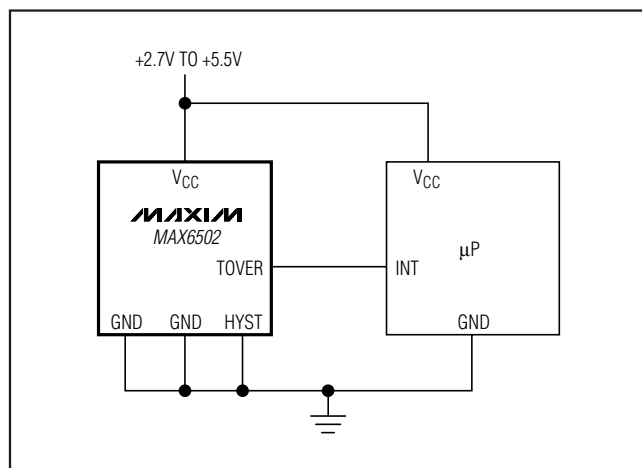 +2.7V TO +5.5V
VCC
MAXIM
MAX6502
TOVER
GND GND HYST
VCC
μP
INT
GND